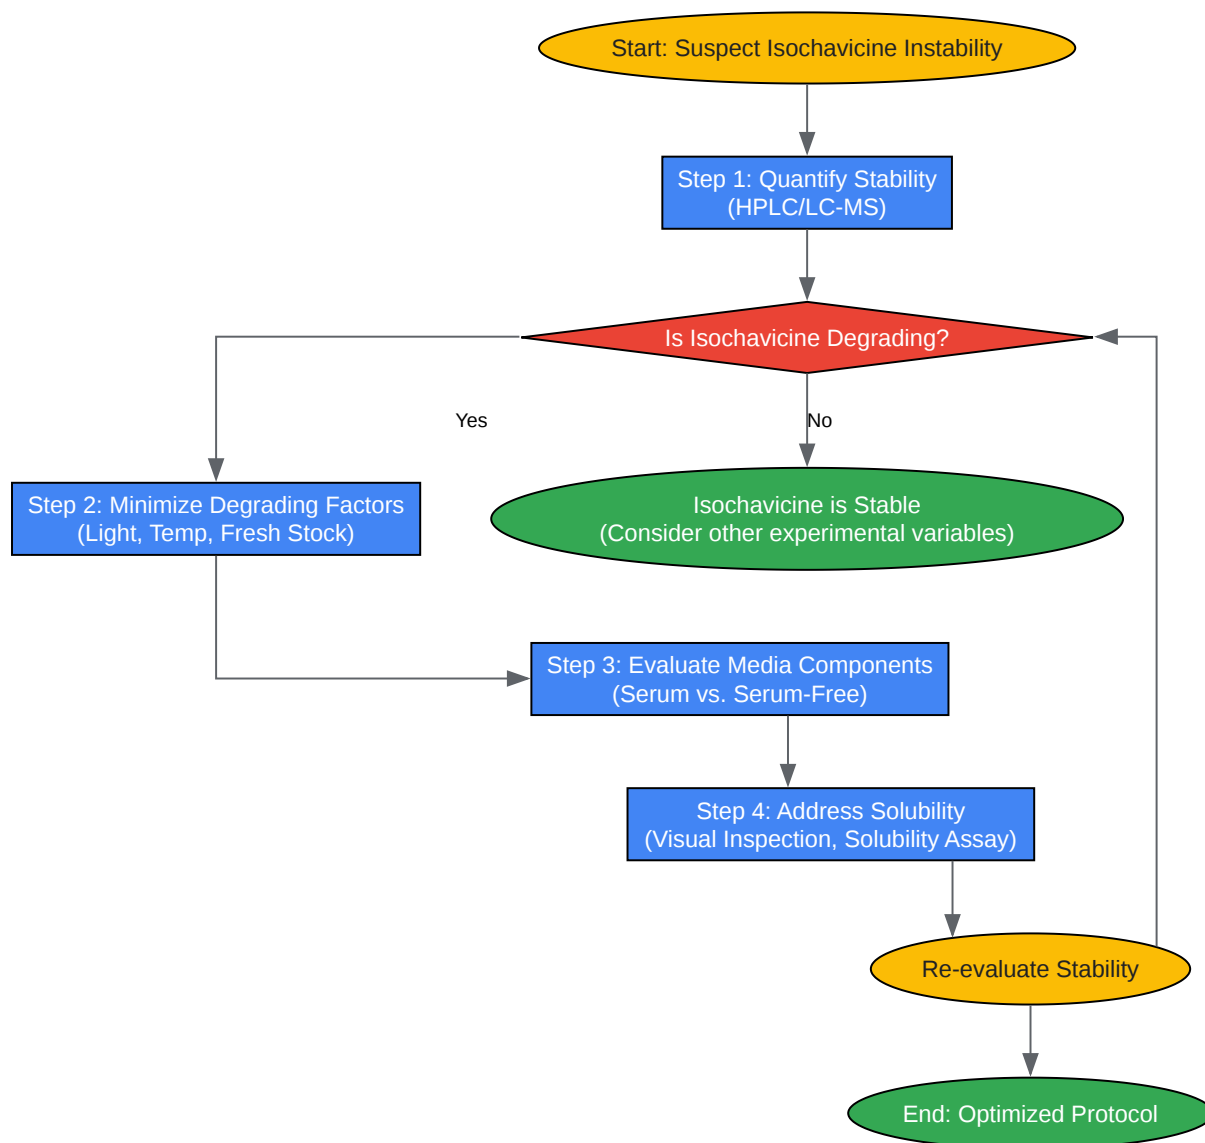 Start: Suspect Isochavicine Instability
Step 1: Quantify Stability
(HPLC/LC-MS)
Is Isochavicine Degrading?
Yes
No
Step 2: Minimize Degrading Factors
(Light, Temp, Fresh Stock)
Isochavicine is Stable
(Consider other experimental variables)
Step 3: Evaluate Media Components
(Serum vs. Serum-Free)
Step 4: Address Solubility
(Visual Inspection, Solubility Assay)
Re-evaluate Stability
End: Optimized Protocol